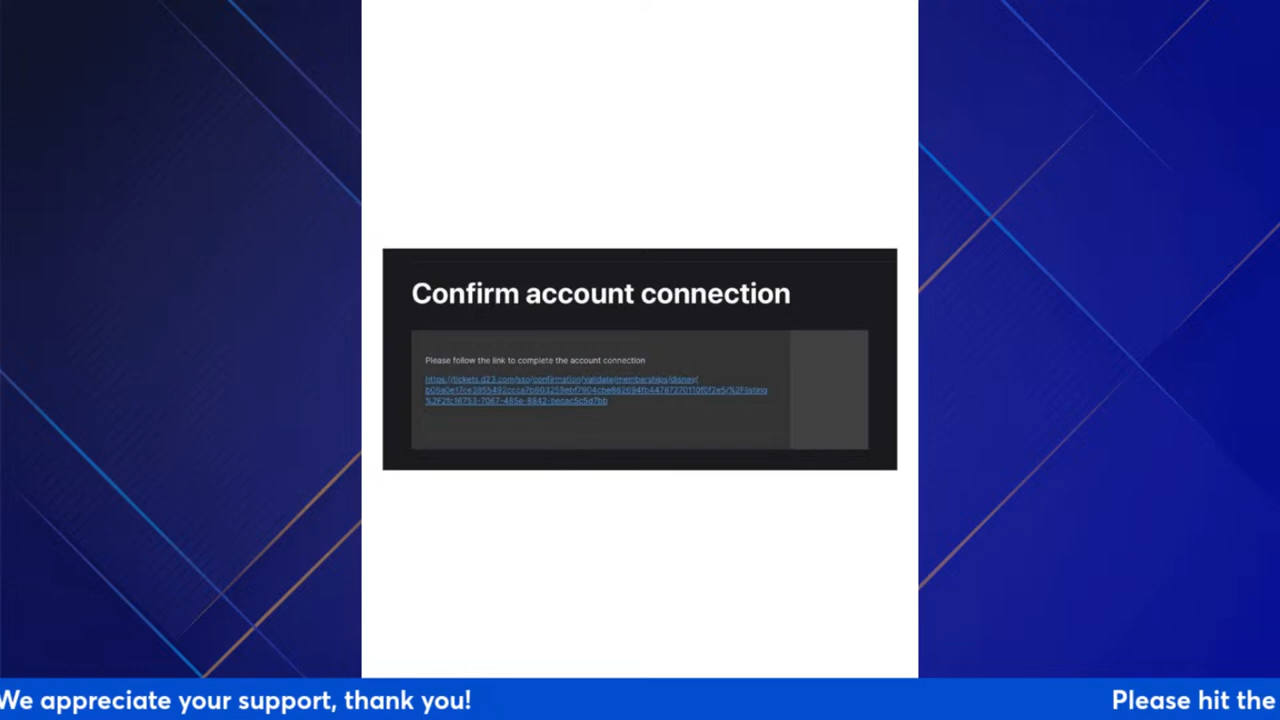 Confirm account connection
Please follow the link to complete the account connection
https://tickets.d23.com/sso/confirmation/validate/memberships/disney/
We appreciate your support, thank you!
Please hit the